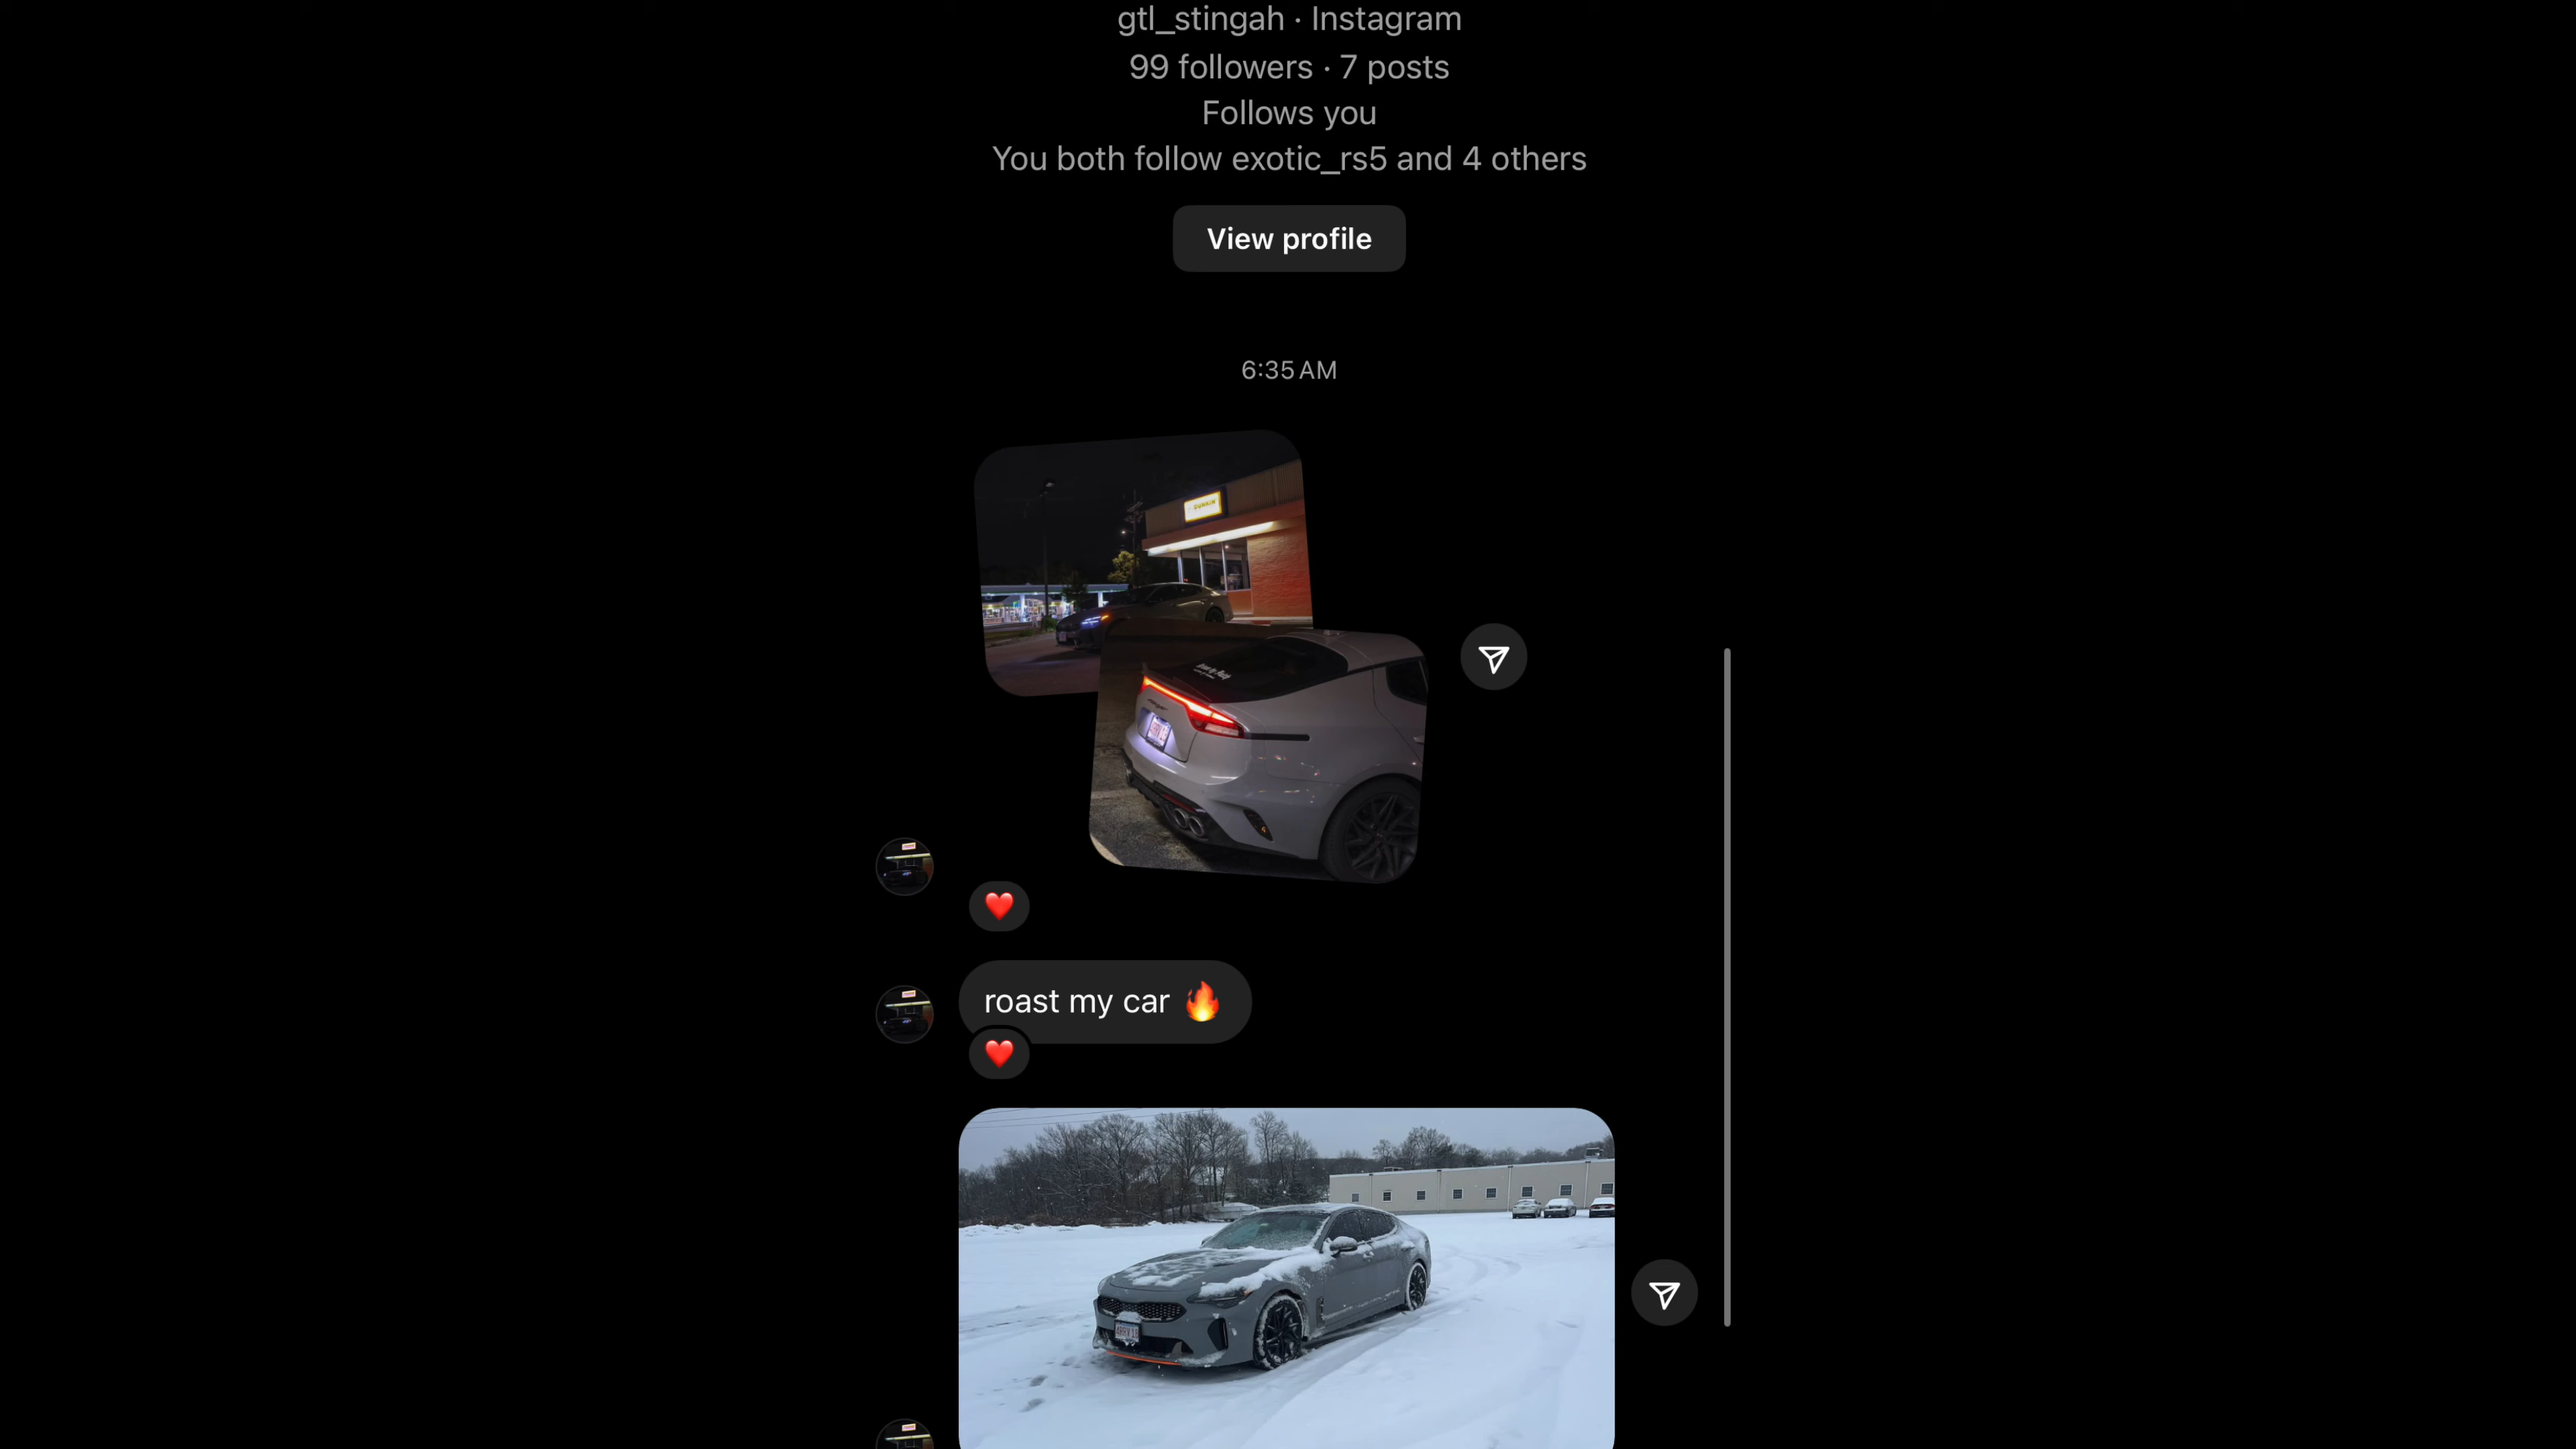 gtl_stingah · Instagram
99 followers · 7 posts
Follows you
You both follow exotic_rs5 and 4 others
View profile
6:35 AM
roast my car 🔥